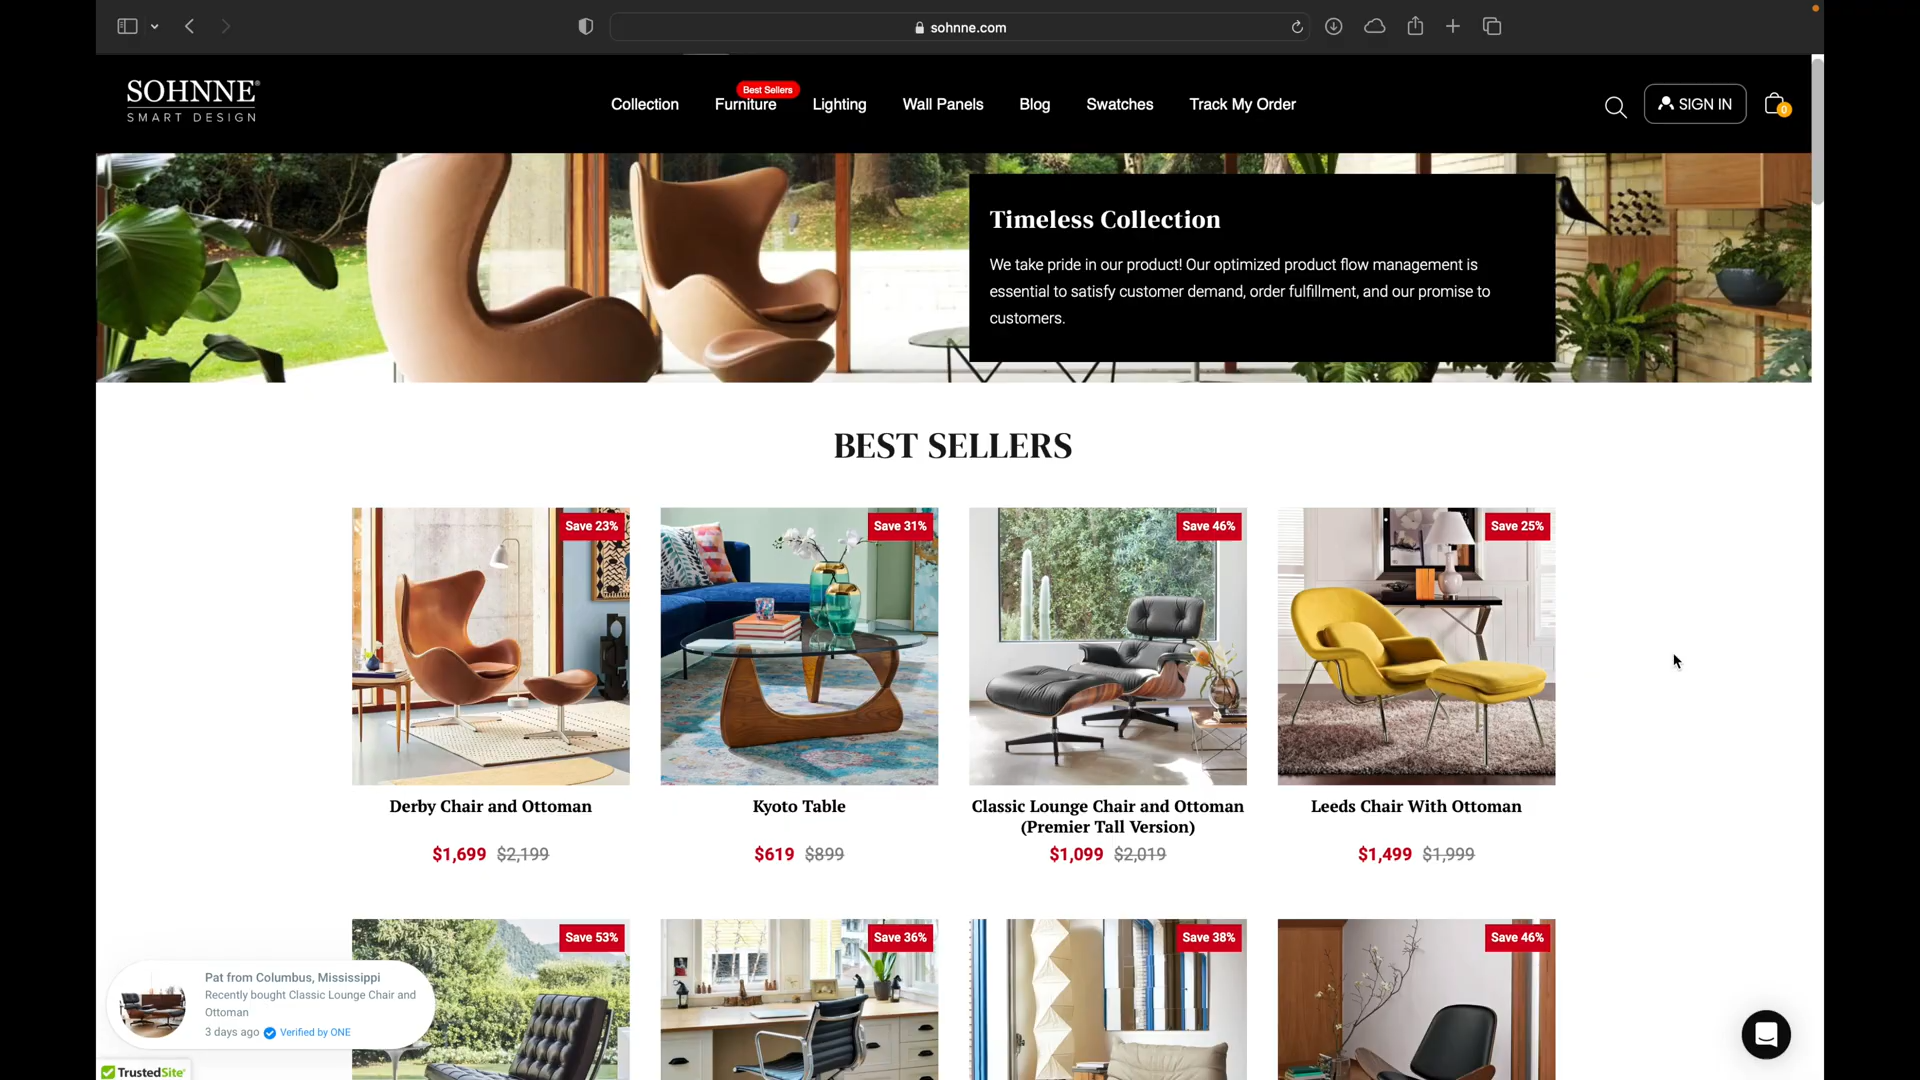 sohnne.com
SOHNNE®
SMART DESIGN
Collection
Best Sellers
Furniture
Lighting
Wall Panels
Blog
Swatches
Track My Order
SIGN IN
0
Timeless Collection
We take pride in our product! Our optimized product flow management is
essential to satisfy customer demand, order fulfillment, and our promise to
customers.
BEST SELLERS
Save 23%
Save 31%
Save 46%
Save 25%
Derby Chair and Ottoman
$1,699 $2,199
Kyoto Table
$619 $899
Classic Lounge Chair and Ottoman
(Premier Tall Version)
$1,099 $2,019
Leeds Chair With Ottoman
$1,499 $1,999
Save 53%
Save 36%
Save 38%
Save 46%
Pat from Columbus, Mississippi
Recently bought Classic Lounge Chair and
Ottoman
3 days ago Verified by ONE
TrustedSite